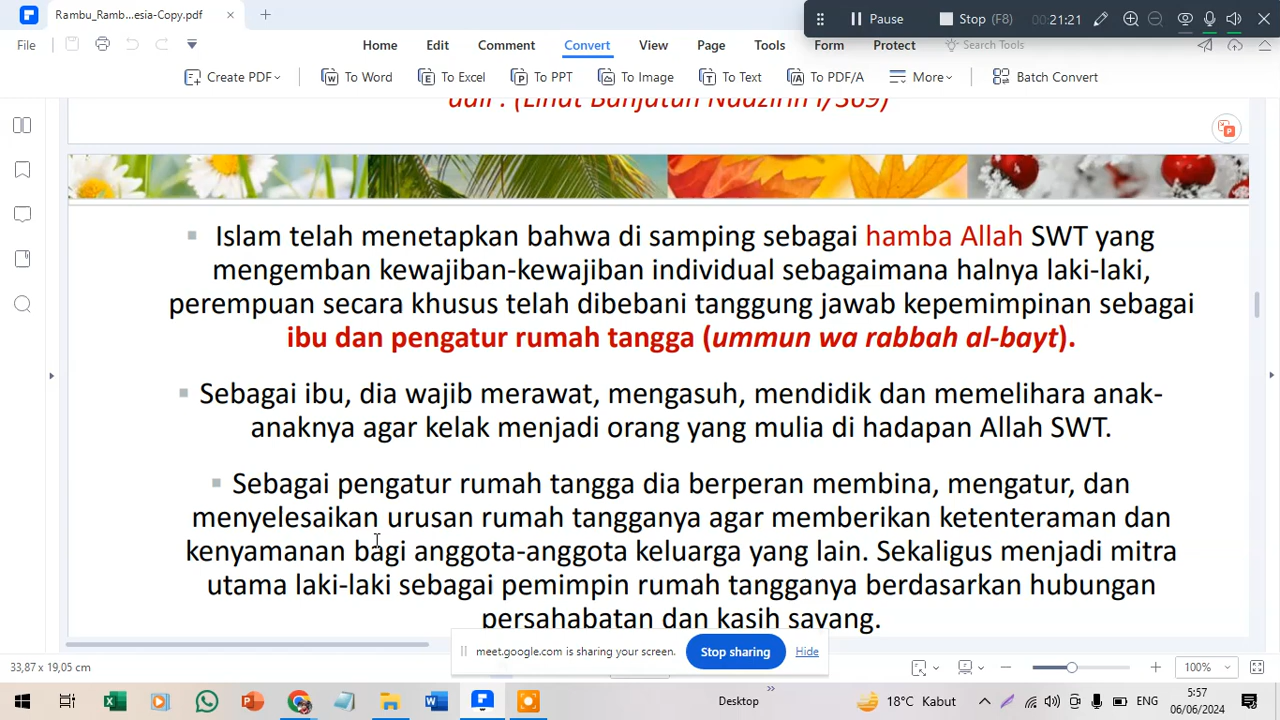 Rambu_Ramb...esia-Copy.pdf
Pause
Stop (F8)
00:21:21
File
Home
Edit
Comment
Convert
View
Page
Tools
Form
Protect
Search Tools
Create PDF
To Word
To Excel
To PPT
To Image
To Text
To PDF/A
More
Batch Convert
adil". (Lihat Banjatun Nadzirin I/369)
Islam telah menetapkan bahwa di samping sebagai hamba Allah SWT yang
mengemban kewajiban-kewajiban individual sebagaimana halnya laki-laki,
perempuan secara khusus telah dibebani tanggung jawab kepemimpinan sebagai
ibu dan pengatur rumah tangga (ummun wa rabbah al-bayt).
Sebagai ibu, dia wajib merawat, mengasuh, mendidik dan memelihara anak-
anaknya agar kelak menjadi orang yang mulia di hadapan Allah SWT.
Sebagai pengatur rumah tangga dia berperan membina, mengatur, dan
menyelesaikan urusan rumah tangganya agar memberikan ketenteraman dan
kenyamanan bagi anggota-anggota keluarga yang lain. Sekaligus menjadi mitra
utama laki-laki sebagai pemimpin rumah tangganya berdasarkan hubungan
persahabatan dan kasih sayang.
meet.google.com is sharing your screen.
Stop sharing
Hide
33,87 x 19,05 cm
100%
Desktop
18°C Kabut
ENG
5:57
06/06/2024